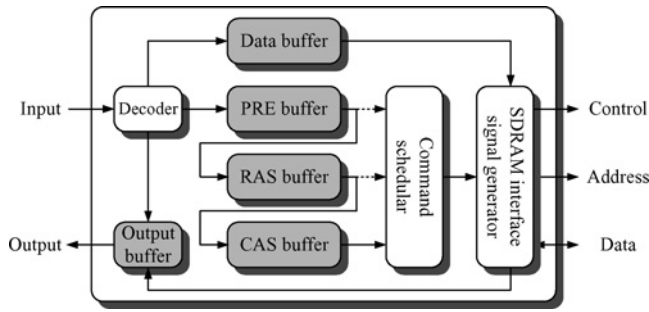 Data buffer
Input
Decoder
PRE buffer
Command
schedular
SDRAM interface
signal generator
Control
RAS buffer
Address
Output
Output
buffer
CAS buffer
Data